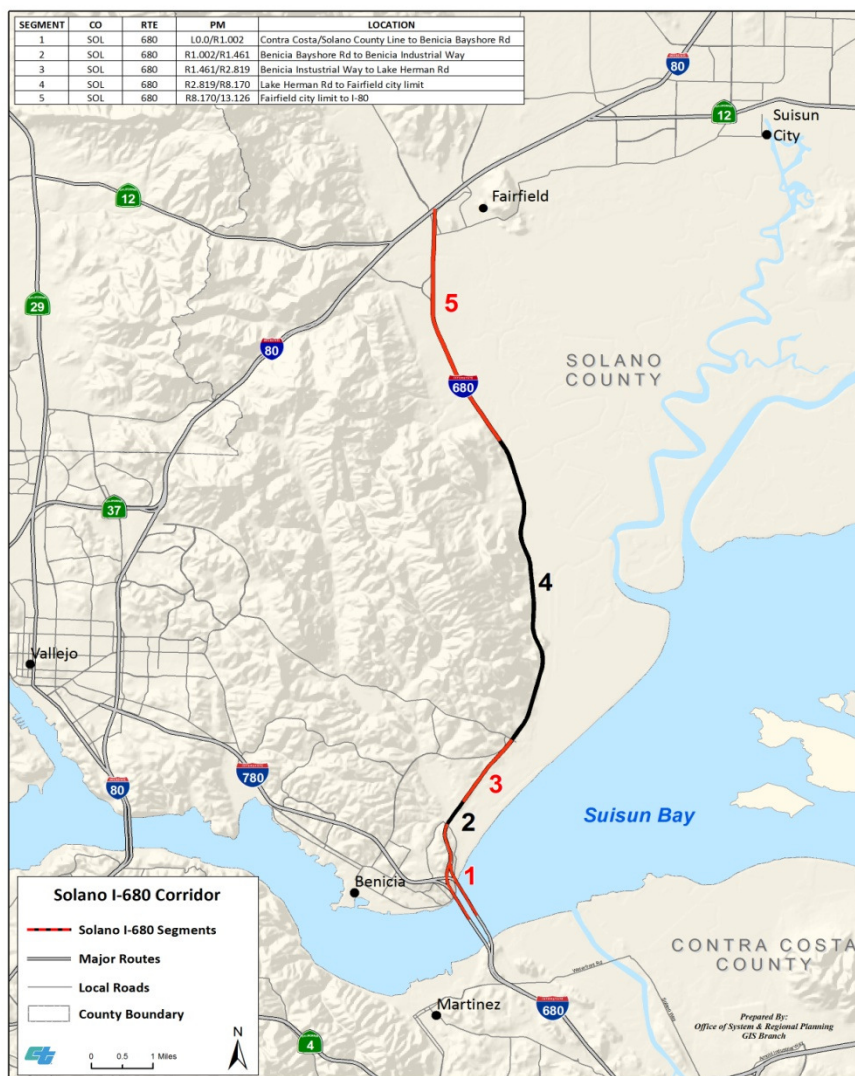 SEGMENT CO RTE PM LOCATION
1 SOL 680 L0.0/R1.002 Contra Costa/Solano County Line to Benicia Bayshore Rd
2 SOL 680 R1.002/R1.461 Benicia Bayshore Rd to Benicia Industrial Way
3 SOL 680 R1.461/R2.819 Benicia Instustrial Way to Lake Herman Rd
4 SOL 680 R2.819/R8.170 Lake Herman Rd to Fairfield city limit
5 SOL 680 R8.170/13.126 Fairfield city limit to I-80
80
12
Suisun
City
12
Fairfield
29
5
80
SOLANO
COUNTY
680
37
4
Vallejo
780
3
80
2
Suisun Bay
1
Benicia
Solano I-680 Corridor
Solano I-680 Segments
Major Routes
Local Roads
County Boundary
N
0 0.5 1 Miles
CONTRA COSTA
COUNTY
Waterfront Rd
Martinez
680
4
Prepared By:
Office of System & Regional Planning
GIS Branch